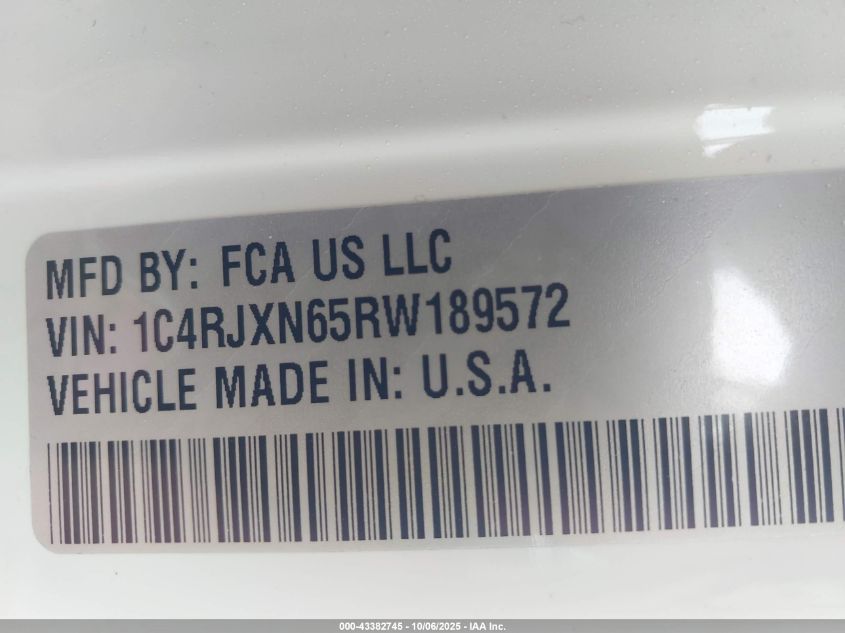 MFD BY: FCA US LLC
VIN: 1C4RJXN65RW189572
VEHICLE MADE IN: U.S.A.
000-43382745 - 10/06/2025 - IAA Inc.